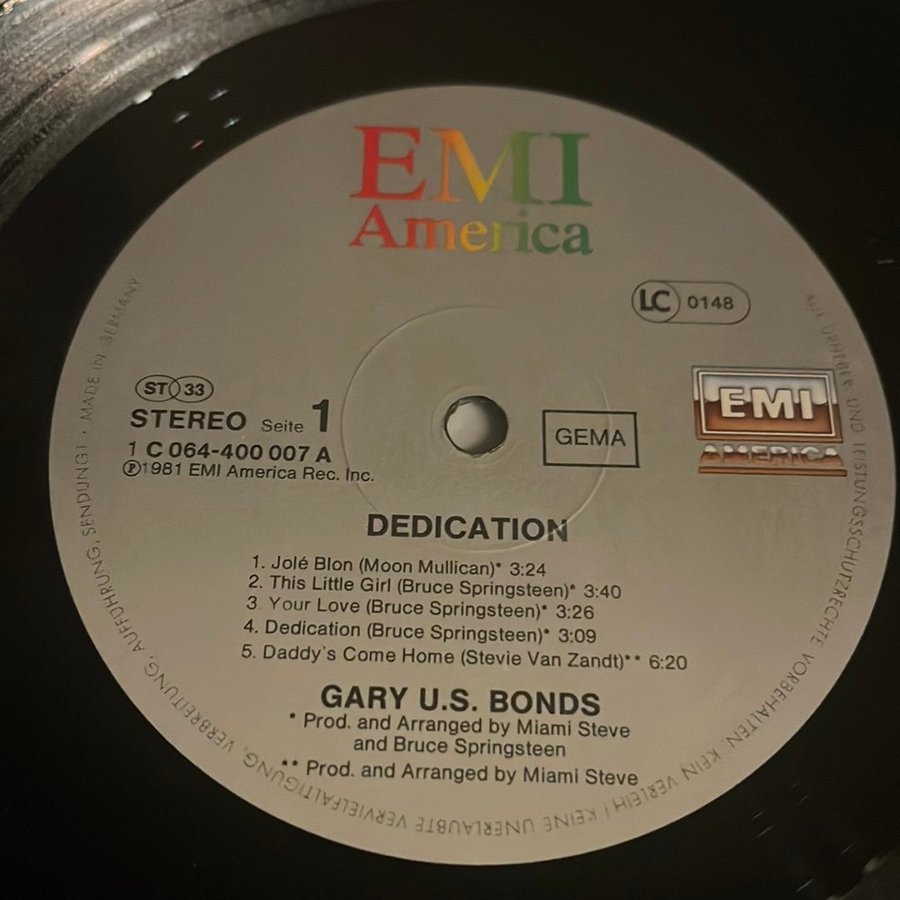 EMI
America
LC 0148
ST 33
STEREO Seite 1
1 C 064-400 007 A
℗1981 EMI America Rec. Inc.
GEMA
EMI
AMERICA
DEDICATION
1. Jolé Blon (Moon Mullican)* 3:24
2. This Little Girl (Bruce Springsteen)* 3:40
3 Your Love (Bruce Springsteen)* 3:26
4. Dedication (Bruce Springsteen)* 3:09
5. Daddy's Come Home (Stevie Van Zandt)** 6:20
GARY U.S. BONDS
* Prod. and Arranged by Miami Steve
and Bruce Springsteen
** Prod. and Arranged by Miami Steve
UND LEISTUNGSSCHUTZRECHTE VORBEHALTEN. KEIN VERLEIH! KEINE UNERLAUBTE VERVIELFÄLTIGUNG, VERBREITUNG, AUFFÜHRUNG, SENDUNG! · MADE IN GERMANY